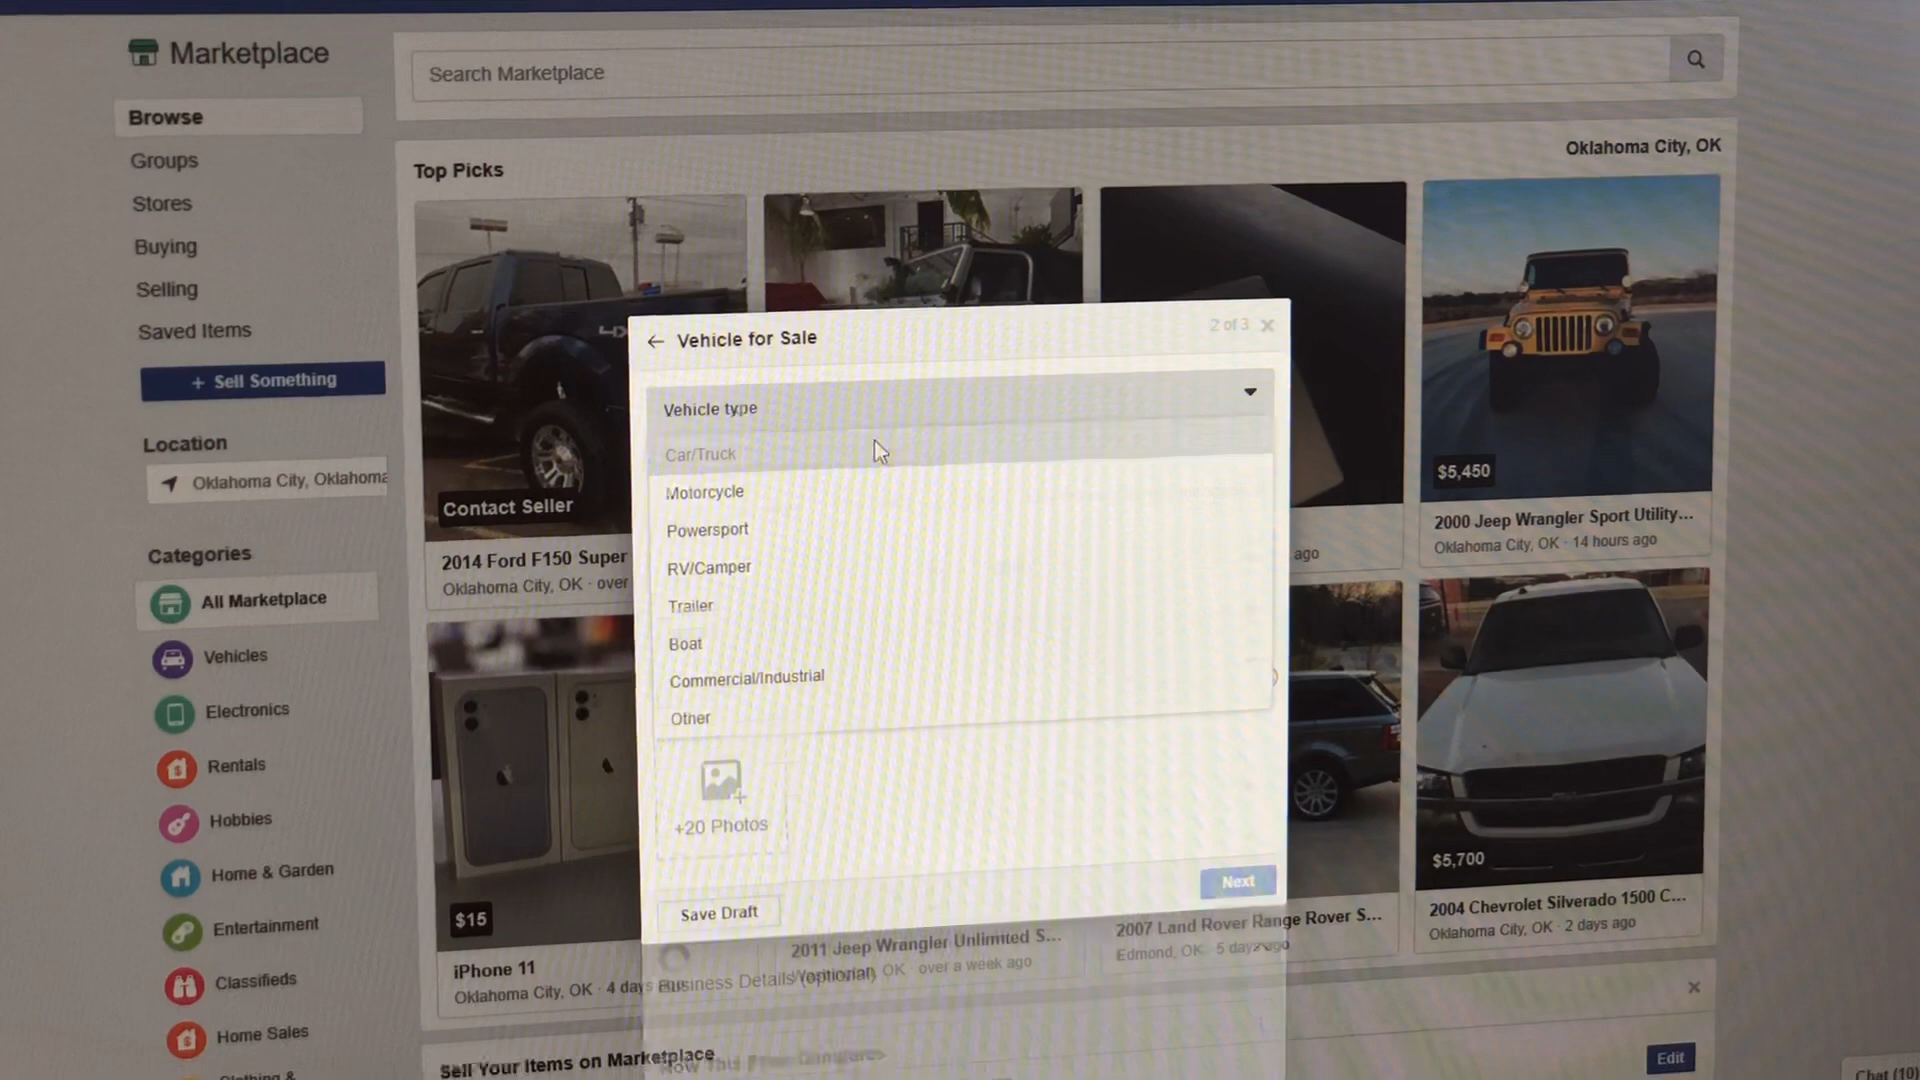 Marketplace
Search Marketplace
Browse
Groups
Stores
Buying
Selling
Saved Items
+ Sell Something
Location
Oklahoma City, Oklahoma
Categories
All Marketplace
Vehicles
Electronics
Rentals
Hobbies
Home & Garden
Entertainment
Classifieds
Home Sales
Clothing &
Top Picks
Oklahoma City, OK
Contact Seller
2014 Ford F150 Super
Oklahoma City, OK · over
ago
$5,450
2000 Jeep Wrangler Sport Utility...
Oklahoma City, OK · 14 hours ago
Vehicle for Sale
2 of 3
Vehicle type
Car/Truck
Motorcycle
Powersport
RV/Camper
Trailer
Boat
Commercial/Industrial
Other
+20 Photos
Save Draft
Next
$15
iPhone 11
Oklahoma City, OK · 4 days
2011 Jeep Wrangler Unlimited S...
OK · over a week ago
Business Details (optional)
2007 Land Rover Range Rover S...
Edmond, OK · 5 days ago
$5,700
2004 Chevrolet Silverado 1500 C...
Oklahoma City, OK · 2 days ago
Sell Your Items on Marketplace
Edit
Chat (10)